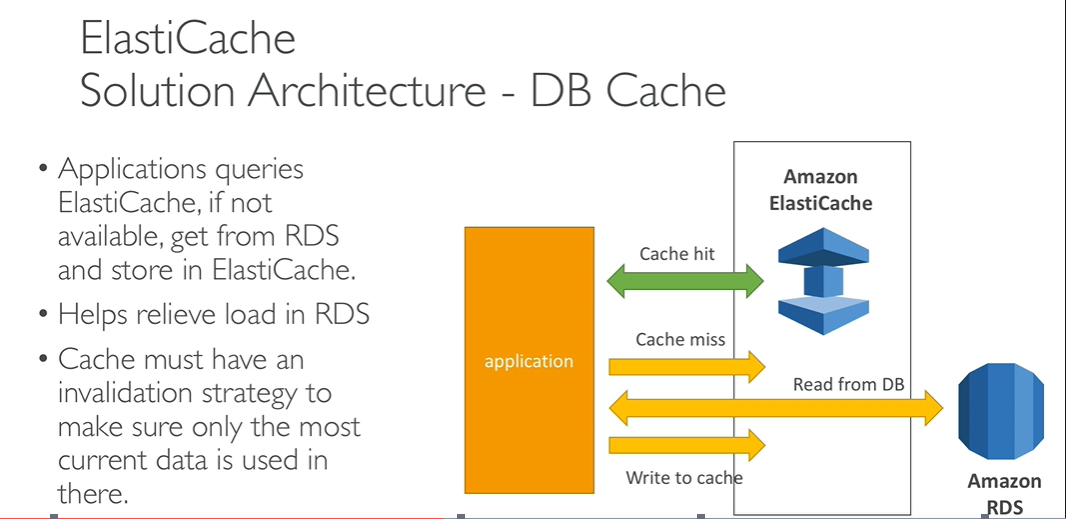 ElastiCache
Solution Architecture - DB Cache
• Applications queries
ElastiCache, if not
available, get from RDS
and store in ElastiCache.
• Helps relieve load in RDS
• Cache must have an
invalidation strategy to
make sure only the most
current data is used in
there.
application
Cache hit
Cache miss
Read from DB
Write to cache
Amazon
ElastiCache
Amazon
RDS